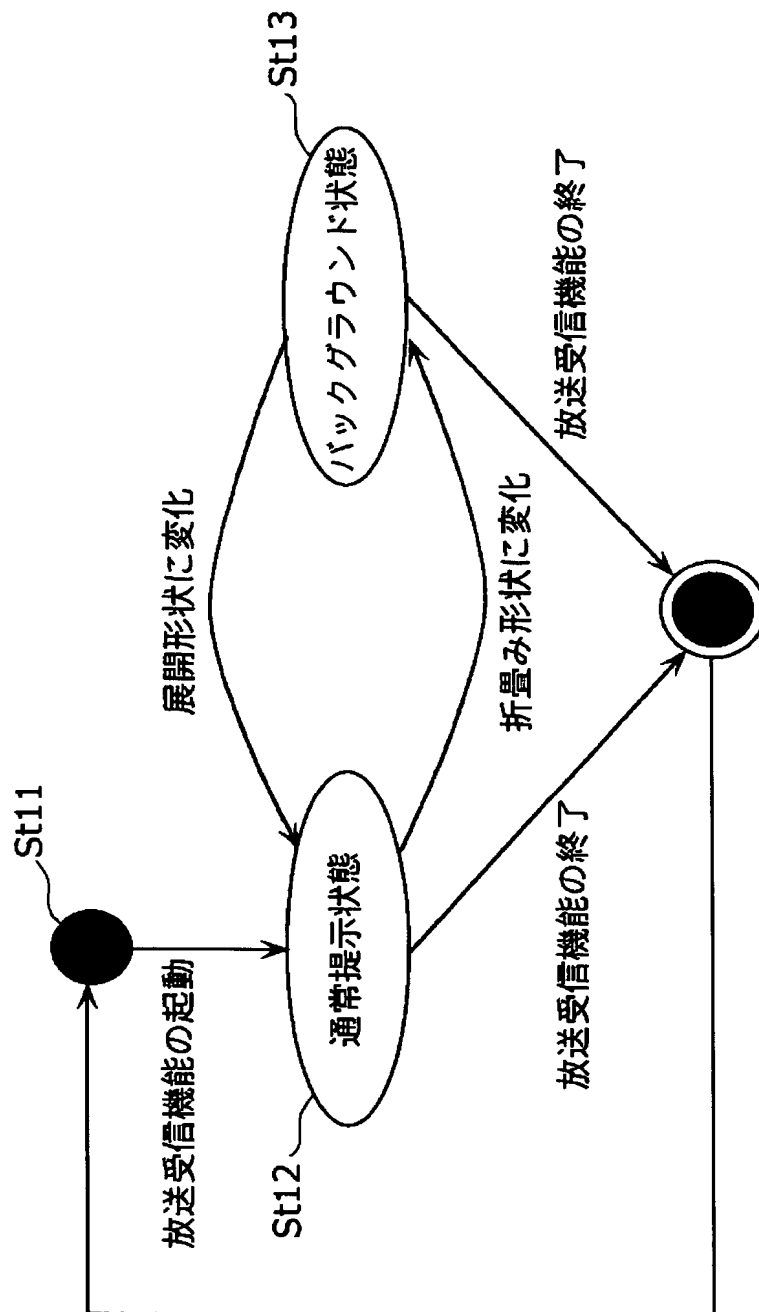 St11
放送受信機能の起動
St12
通常提示状態
展開形状に変化
St13
バックグラウンド状態
折畳み形状に変化
放送受信機能の終了
放送受信機能の終了